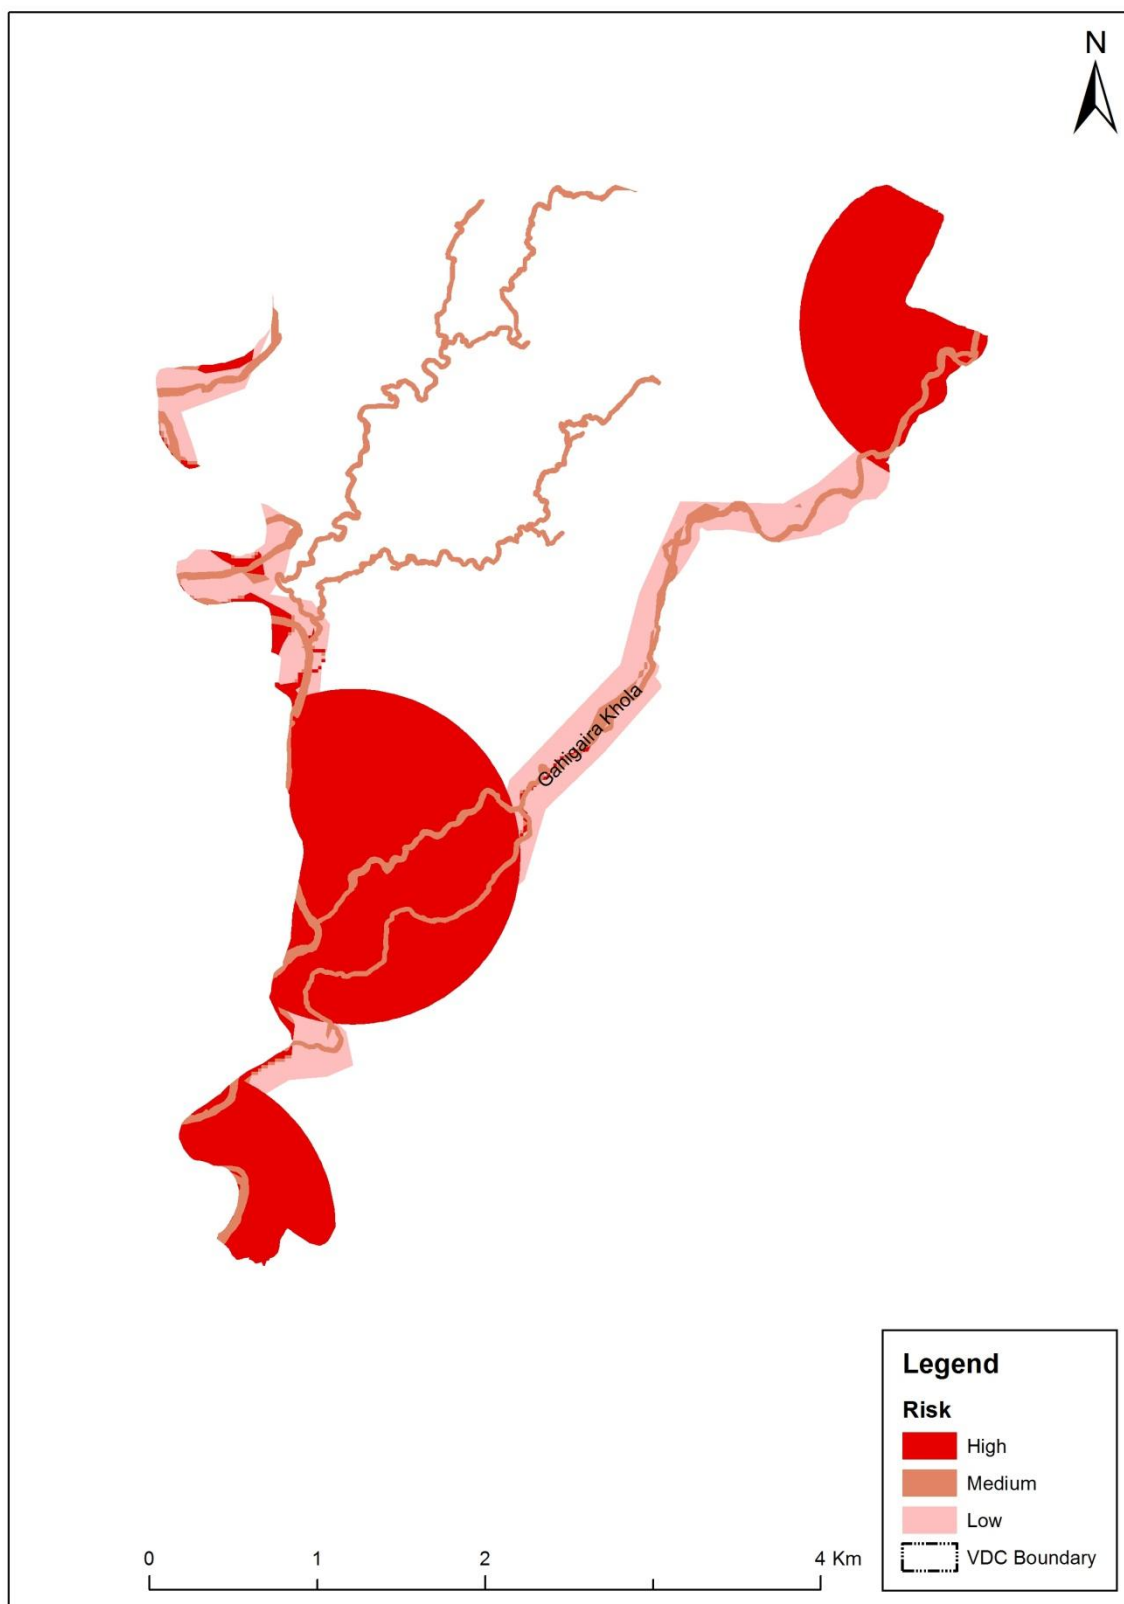 N
Gahigaira Khola
Legend
Risk
High
Medium
Low
VDC Boundary
0 1 2 4 Km